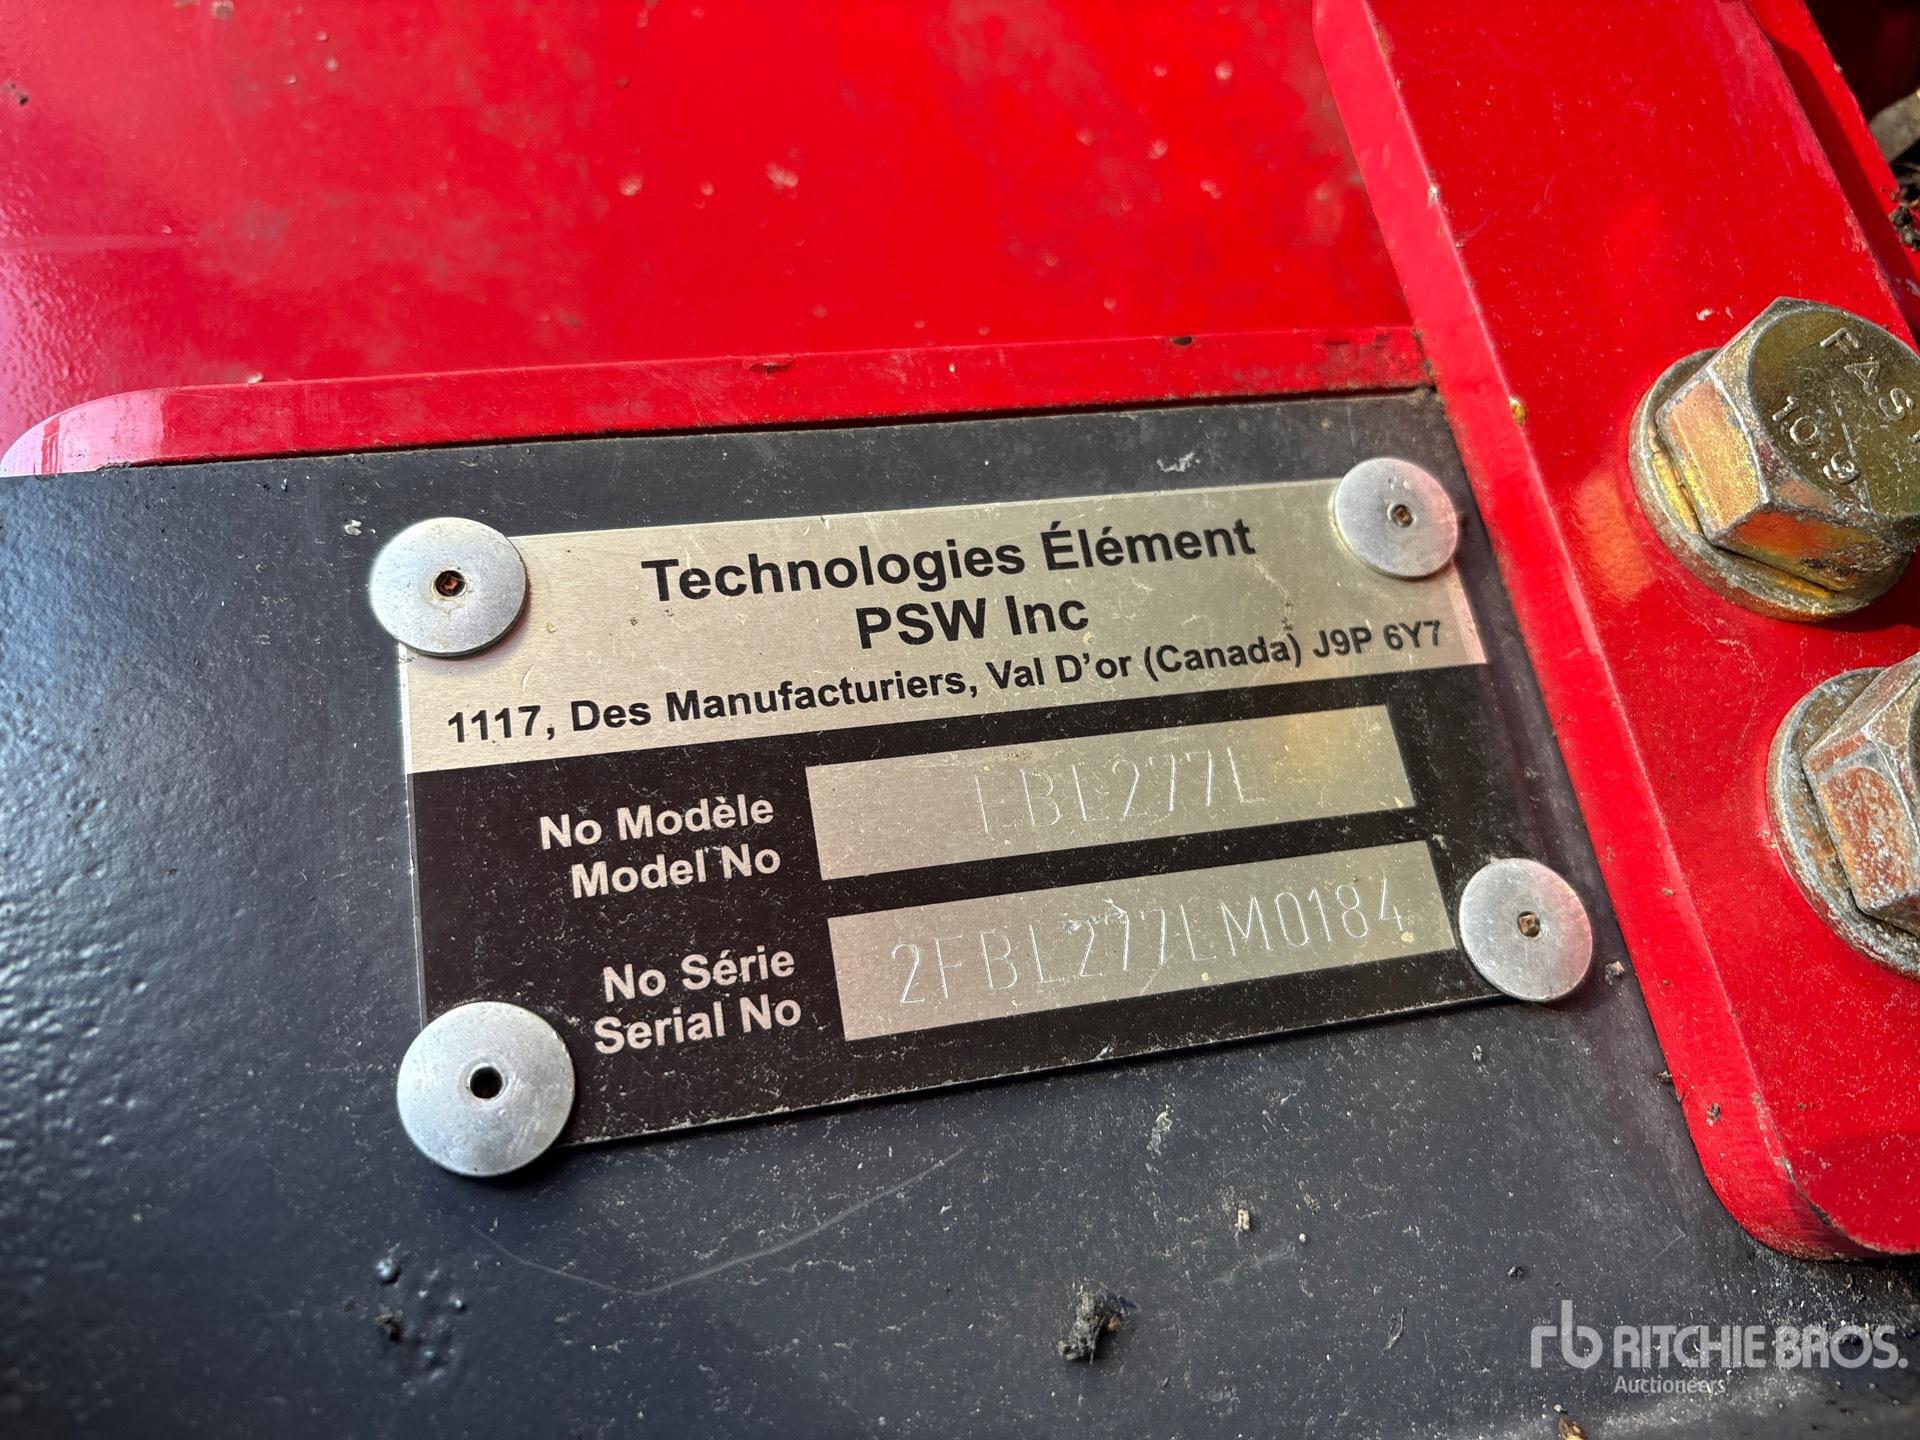 Technologies Élément
PSW Inc
1117, Des Manufacturiers, Val D'or (Canada) J9P 6Y7
No Modèle
Model No
FBL277L
No Série
Serial No
2FBL277LM0184
10.9
rb RITCHIE BROS.
Auctioneers